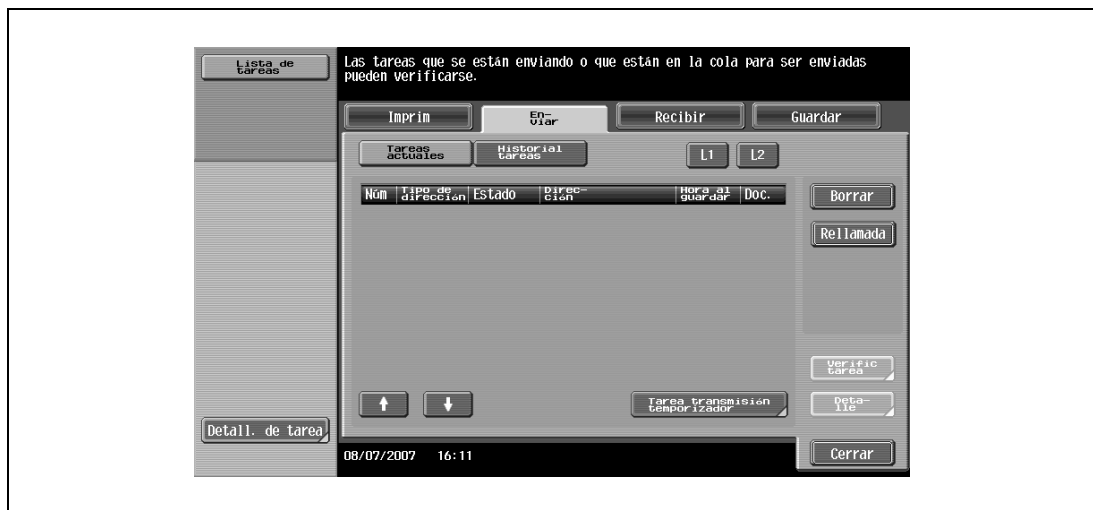 Lista de
tareas
Las tareas que se están enviando o que están en la cola para ser enviadas
pueden verificarse.
Imprim
En-
viar
Recibir
Guardar
Tareas
actuales
Historial
tareas
L1
L2
Núm
Tipo de
dirección
Estado
Direc-
ción
Hora al
guardar
Doc.
Borrar
Rellamada
Verific
tarea
Tarea transmisión
temporizador
Deta-
lle
Detall. de tarea
08/07/2007 16:11
Cerrar